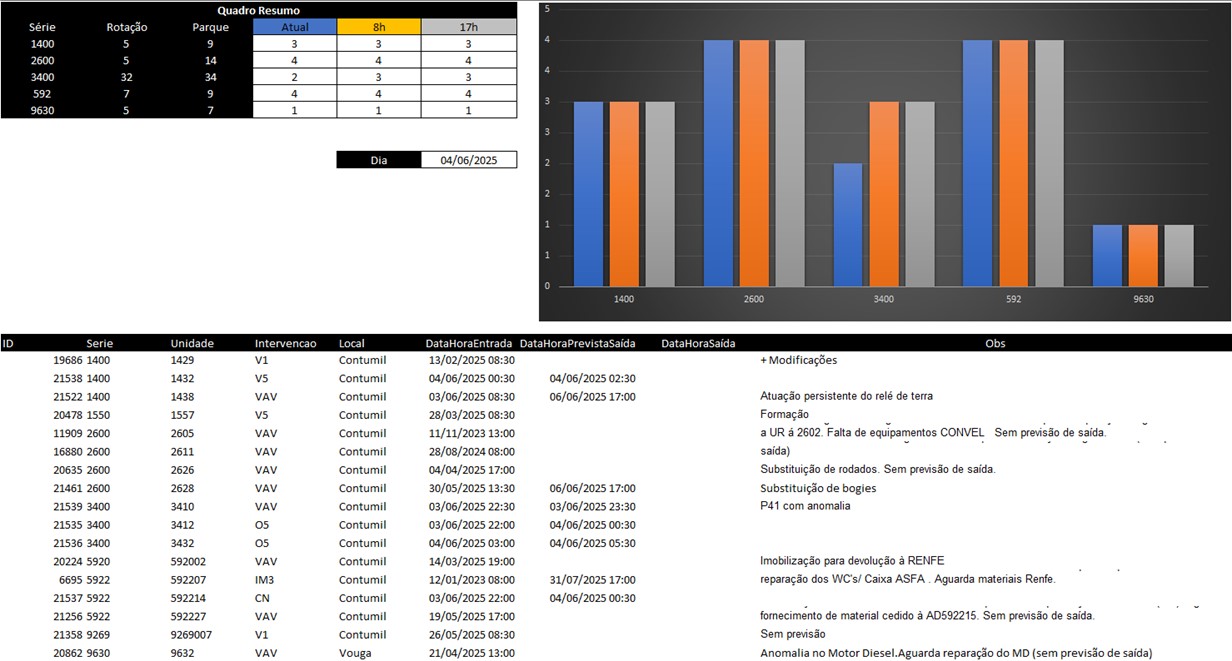 Quadro Resumo
Série Rotação Parque Atual 8h 17h
1400 5 9 3 3 3
2600 5 14 4 4 4
3400 32 34 2 3 3
592 7 9 4 4 4
9630 5 7 1 1 1
Dia 04/06/2025
5
4
4
3
3
2
2
1
1
0
1400 2600 3400 592 9630
ID Serie Unidade Intervencao Local DataHoraEntrada DataHoraPrevistaSaída DataHoraSaída Obs
19686 1400 1429 V1 Contumil 13/02/2025 08:30 + Modificações
21538 1400 1432 V5 Contumil 04/06/2025 00:30 04/06/2025 02:30
21522 1400 1438 VAV Contumil 03/06/2025 08:30 06/06/2025 17:00 Atuação persistente do relé de terra
20478 1550 1557 V5 Contumil 28/03/2025 08:30 Formação
11909 2600 2605 VAV Contumil 11/11/2023 13:00 a UR á 2602. Falta de equipamentos CONVEL Sem previsão de saída.
16880 2600 2611 VAV Contumil 28/08/2024 08:00 saída)
20635 2600 2626 VAV Contumil 04/04/2025 17:00 Substituição de rodados. Sem previsão de saída.
21461 2600 2628 VAV Contumil 30/05/2025 13:30 06/06/2025 17:00 Substituição de bogies
21539 3400 3410 VAV Contumil 03/06/2025 22:30 03/06/2025 23:30 P41 com anomalia
21535 3400 3412 O5 Contumil 03/06/2025 22:00 04/06/2025 00:30
21536 3400 3432 O5 Contumil 04/06/2025 03:00 04/06/2025 05:30
20224 5920 592002 VAV Contumil 14/03/2025 19:00 Imobilização para devolução à RENFE
6695 5922 592207 IM3 Contumil 12/01/2023 08:00 31/07/2025 17:00 reparação dos WC's/ Caixa ASFA . Aguarda materiais Renfe.
21537 5922 592214 CN Contumil 03/06/2025 22:00 04/06/2025 00:30
21256 5922 592227 VAV Contumil 19/05/2025 17:00 fornecimento de material cedido à AD592215. Sem previsão de saída.
21358 9269 9269007 V1 Contumil 26/05/2025 08:30 Sem previsão
20862 9630 9632 VAV Vouga 21/04/2025 13:00 Anomalia no Motor Diesel.Aguarda reparação do MD (sem previsão de saída)